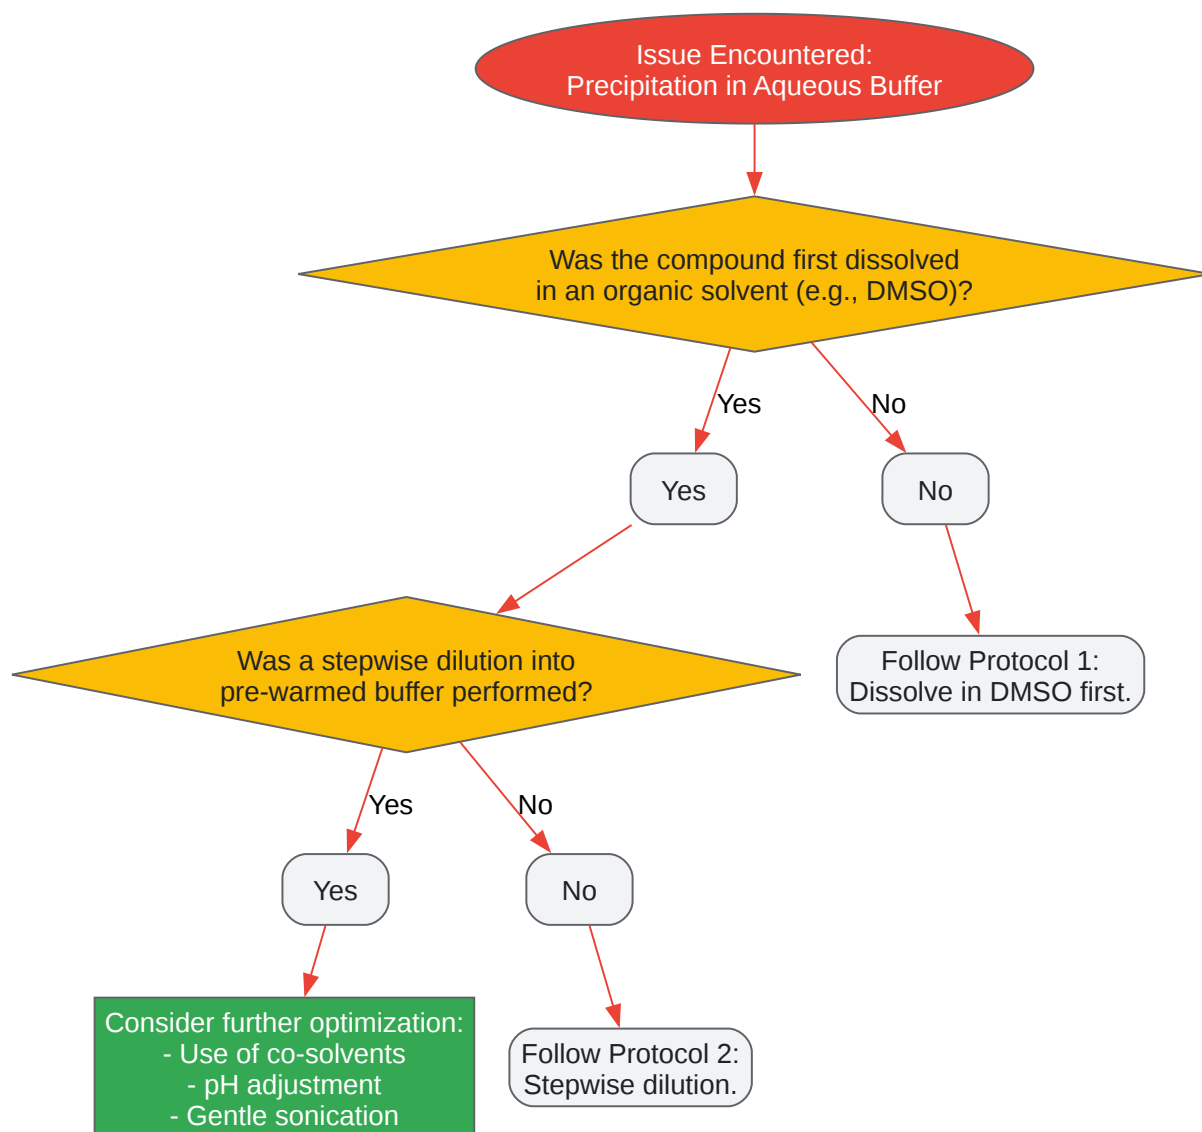 Issue Encountered:
Precipitation in Aqueous Buffer
Was the compound first dissolved
in an organic solvent (e.g., DMSO)?
Yes
No
Yes
No
Was a stepwise dilution into
pre-warmed buffer performed?
Follow Protocol 1:
Dissolve in DMSO first.
Yes
No
Yes
No
Consider further optimization:
- Use of co-solvents
- pH adjustment
- Gentle sonication
Follow Protocol 2:
Stepwise dilution.